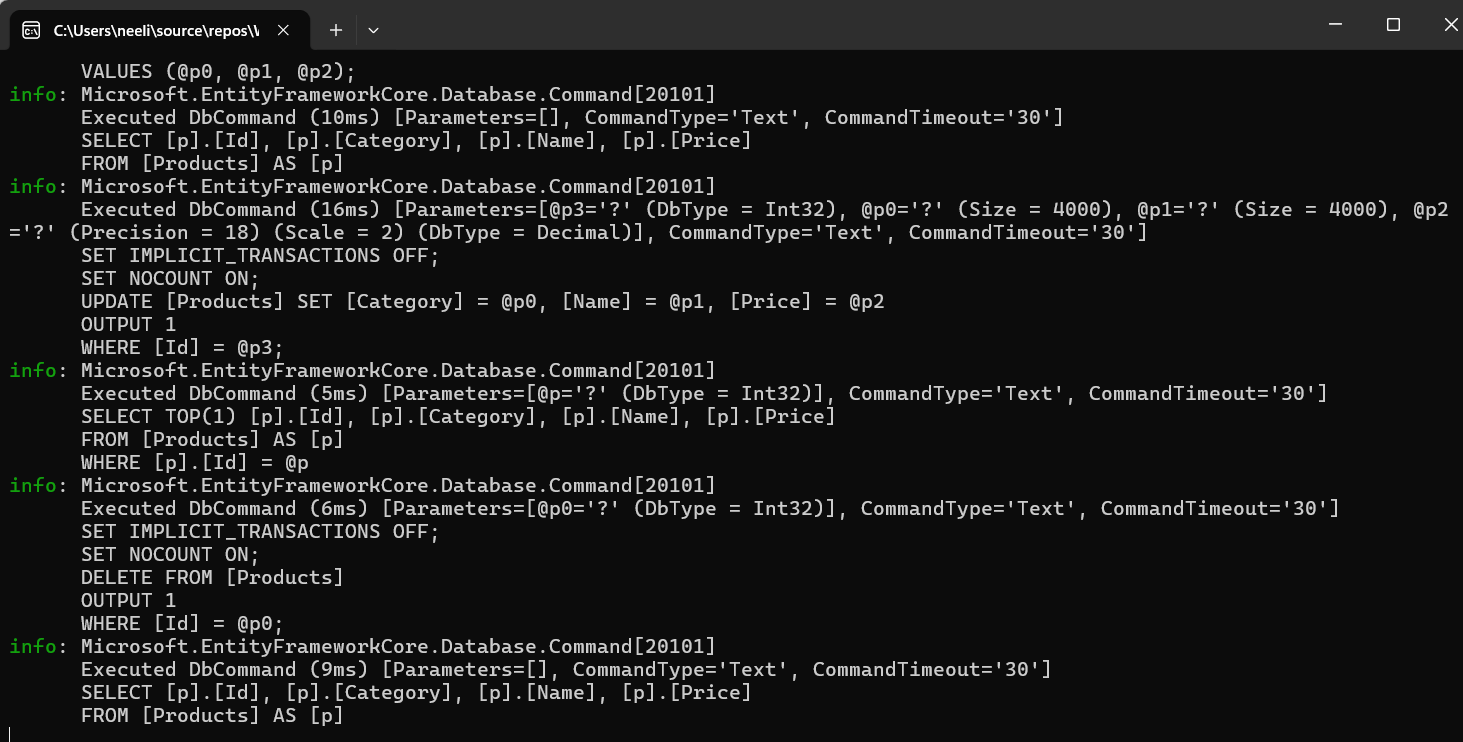 C:\Users\neeli\source\repos\V
VALUES (@p0, @p1, @p2);
info: Microsoft.EntityFrameworkCore.Database.Command[20101]
Executed DbCommand (10ms) [Parameters=[], CommandType='Text', CommandTimeout='30']
SELECT [p].[Id], [p].[Category], [p].[Name], [p].[Price]
FROM [Products] AS [p]
info: Microsoft.EntityFrameworkCore.Database.Command[20101]
Executed DbCommand (16ms) [Parameters=[@p3='?' (DbType = Int32), @p0='?' (Size = 4000), @p1='?' (Size = 4000), @p2
='?' (Precision = 18) (Scale = 2) (DbType = Decimal)], CommandType='Text', CommandTimeout='30']
SET IMPLICIT_TRANSACTIONS OFF;
SET NOCOUNT ON;
UPDATE [Products] SET [Category] = @p0, [Name] = @p1, [Price] = @p2
OUTPUT 1
WHERE [Id] = @p3;
info: Microsoft.EntityFrameworkCore.Database.Command[20101]
Executed DbCommand (5ms) [Parameters=[@p='?' (DbType = Int32)], CommandType='Text', CommandTimeout='30']
SELECT TOP(1) [p].[Id], [p].[Category], [p].[Name], [p].[Price]
FROM [Products] AS [p]
WHERE [p].[Id] = @p
info: Microsoft.EntityFrameworkCore.Database.Command[20101]
Executed DbCommand (6ms) [Parameters=[@p0='?' (DbType = Int32)], CommandType='Text', CommandTimeout='30']
SET IMPLICIT_TRANSACTIONS OFF;
SET NOCOUNT ON;
DELETE FROM [Products]
OUTPUT 1
WHERE [Id] = @p0;
info: Microsoft.EntityFrameworkCore.Database.Command[20101]
Executed DbCommand (9ms) [Parameters=[], CommandType='Text', CommandTimeout='30']
SELECT [p].[Id], [p].[Category], [p].[Name], [p].[Price]
FROM [Products] AS [p]